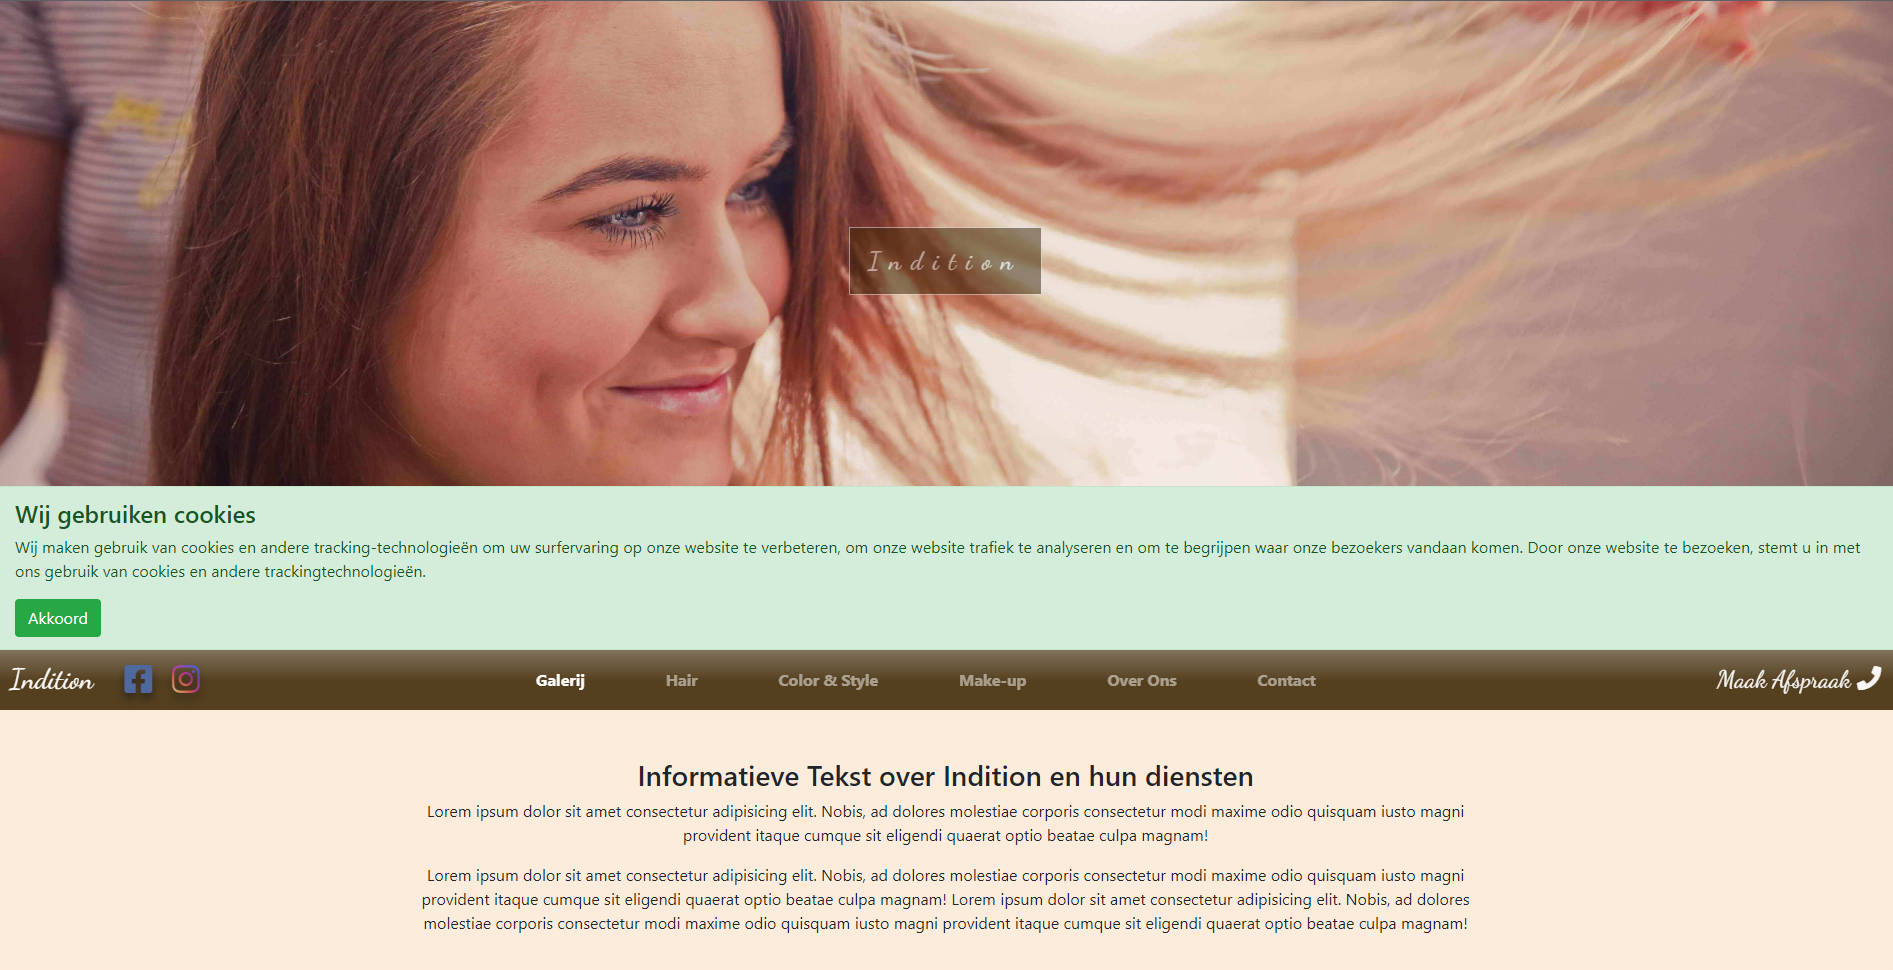 Indition
Wij gebruiken cookies
Wij maken gebruik van cookies en andere tracking-technologieën om uw surfervaring op onze website te verbeteren, om onze website trafiek te analyseren en om te begrijpen waar onze bezoekers vandaan komen. Door onze website te bezoeken, stemt u in met
ons gebruik van cookies en andere trackingtechnologieën.
Akkoord
Indition Galerij Hair Color & Style Make-up Over Ons Contact Maak Afspraak
Informatieve Tekst over Indition en hun diensten
Lorem ipsum dolor sit amet consectetur adipisicing elit. Nobis, ad dolores molestiae corporis consectetur modi maxime odio quisquam iusto magni
provident itaque cumque sit eligendi quaerat optio beatae culpa magnam!
Lorem ipsum dolor sit amet consectetur adipisicing elit. Nobis, ad dolores molestiae corporis consectetur modi maxime odio quisquam iusto magni
provident itaque cumque sit eligendi quaerat optio beatae culpa magnam! Lorem ipsum dolor sit amet consectetur adipisicing elit. Nobis, ad dolores
molestiae corporis consectetur modi maxime odio quisquam iusto magni provident itaque cumque sit eligendi quaerat optio beatae culpa magnam!